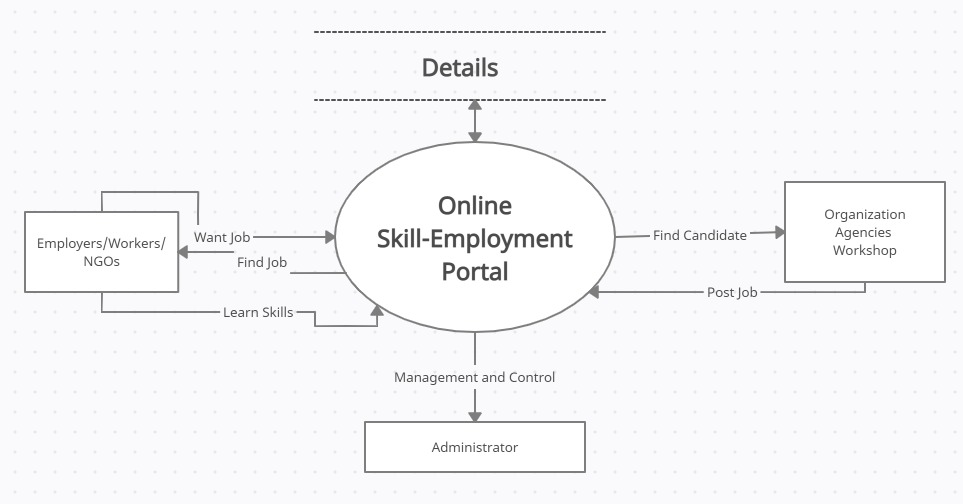 Details
Online
Skill-Employment
Portal
Employers/Workers/
NGOs
Want Job
Find Job
Learn Skills
Find Candidate
Organization
Agencies
Workshop
Post Job
Management and Control
Administrator